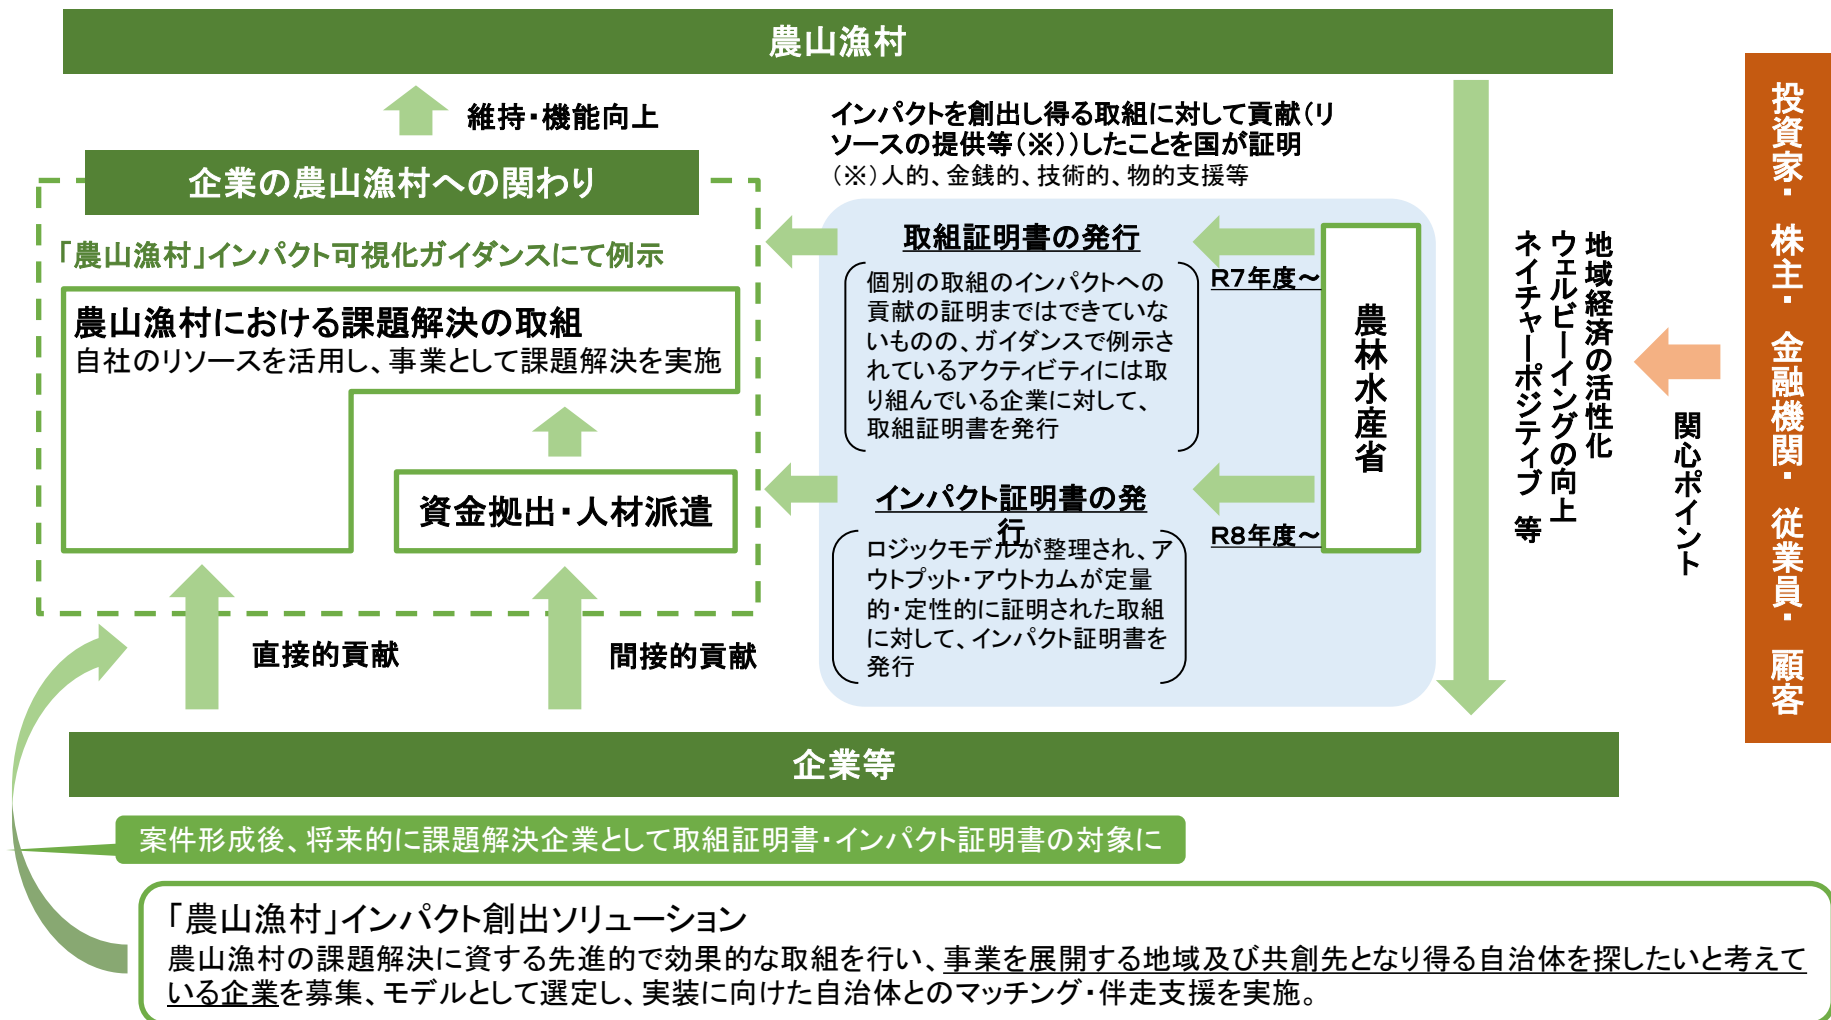 農山漁村
維持・機能向上
インパクトを創出し得る取組に対して貢献（リ
ソースの提供等（※））したことを国が証明
（※）人的、金銭的、技術的、物的支援等
企業の農山漁村への関わり
「農山漁村」インパクト可視化ガイダンスにて例示
農山漁村における課題解決の取組
自社のリソースを活用し、事業として課題解決を実施
資金拠出・人材派遣
直接的貢献
間接的貢献
取組証明書の発行
個別の取組のインパクトへの
貢献の証明まではできていな
いものの、ガイダンスで例示さ
れているアクティビティには取
り組んでいる企業に対して、
取組証明書を発行
R7年度～
インパクト証明書の発
行
ロジックモデルが整理され、ア
ウトプット・アウトカムが定量
的・定性的に証明された取組
に対して、インパクト証明書を
発行
R8年度～
農林水産省
地域経済の活性化
ウェルビーイングの向上
ネイチャーポジティブ 等
関心ポイント
投資家・ 株主・ 金融機関・ 従業員・ 顧客
企業等
案件形成後、将来的に課題解決企業として取組証明書・インパクト証明書の対象に
「農山漁村」インパクト創出ソリューション
農山漁村の課題解決に資する先進的で効果的な取組を行い、事業を展開する地域及び共創先となり得る自治体を探したいと考えて
いる企業を募集、モデルとして選定し、実装に向けた自治体とのマッチング・伴走支援を実施。